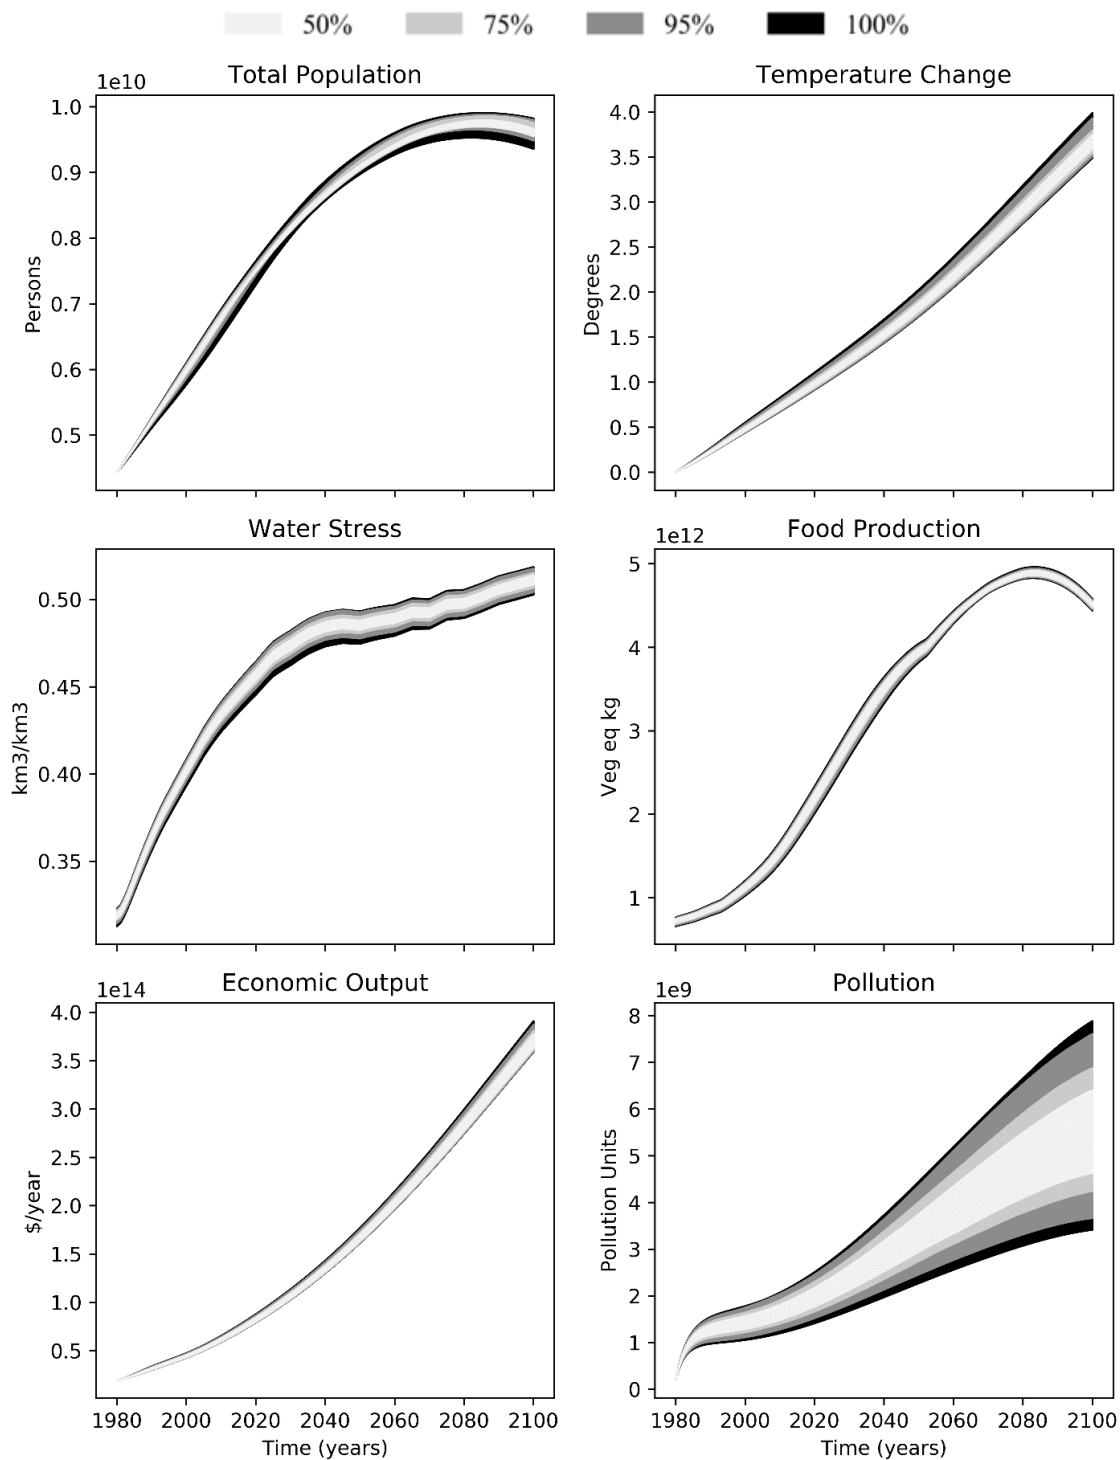 50% 75% 95% 100%
Total Population
1e10
Persons
1.0
0.9
0.8
0.7
0.6
0.5
Temperature Change
Degrees
4.0
3.5
3.0
2.5
2.0
1.5
1.0
0.5
0.0
Water Stress
km3/km3
0.50
0.45
0.40
0.35
Food Production
1e12
Veg eq kg
5
4
3
2
1
Economic Output
1e14
$/year
4.0
3.5
3.0
2.5
2.0
1.5
1.0
0.5
1980 2000 2020 2040 2060 2080 2100
Time (years)
Pollution
1e9
Pollution Units
8
7
6
5
4
3
2
1
0
1980 2000 2020 2040 2060 2080 2100
Time (years)